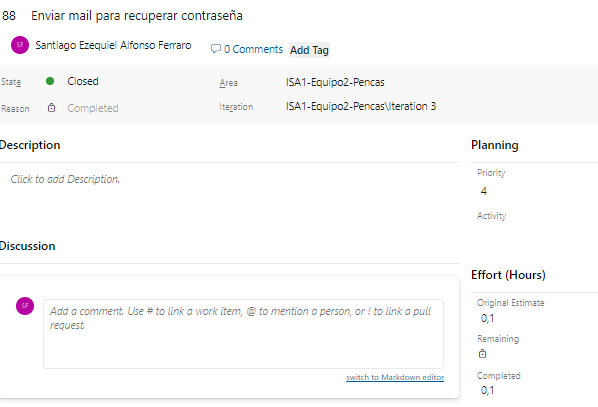 88 Enviar mail para recuperar contraseña
SF Santiago Ezequiel Alfonso Ferraro 0 Comments Add Tag
State Closed Area ISA1-Equipo2-Pencas
Reason Completed Iteration ISA1-Equipo2-Pencas\Iteration 3
Description
Click to add Description.
Planning
Priority
4
Activity
Discussion
SF
Add a comment. Use # to link a work item, @ to mention a person, or ! to link a pull
request.
switch to Markdown editor
Effort (Hours)
Original Estimate
0,1
Remaining
Completed
0,1